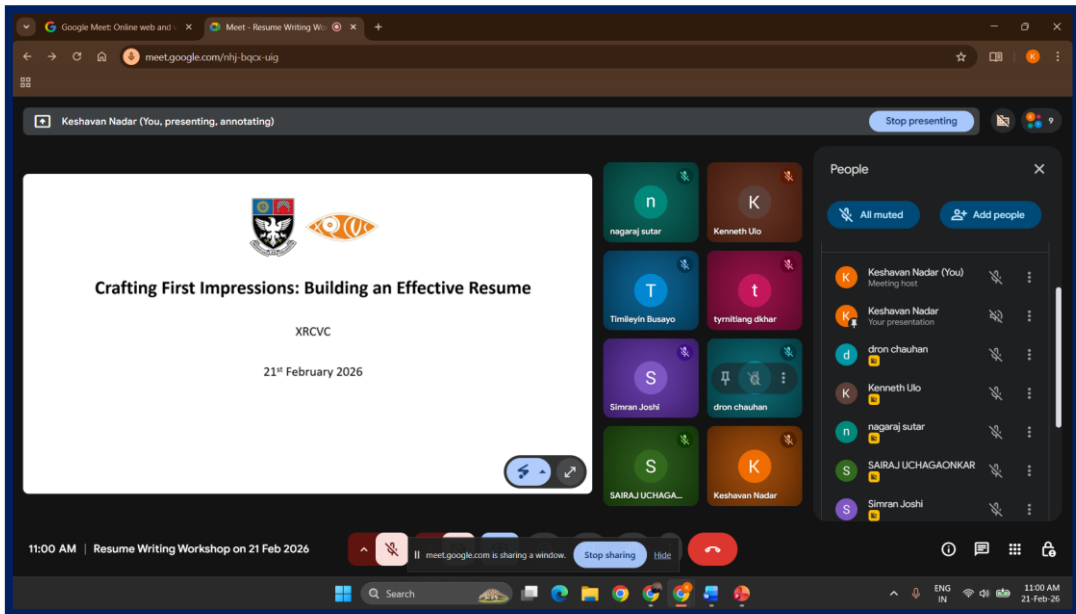 Google Meet: Online web and v
Meet - Resume Writing Wo
meet.google.com/nhj-bqcx-uig
K
Keshavan Nadar (You, presenting, annotating)
Stop presenting
9
XRCVC
Crafting First Impressions: Building an Effective Resume
XRCVC
21st February 2026
n
nagaraj sutar
K
Kenneth Ulo
T
Timileyin Busayo
t
tyrnitlang dkhar
S
Simran Joshi
dron chauhan
S
SAIRAJ UCHAGA...
K
Keshavan Nadar
People
All muted
Add people
K
Keshavan Nadar (You)
Meeting host
K
Keshavan Nadar
Your presentation
d
dron chauhan
K
Kenneth Ulo
n
nagaraj sutar
S
SAIRAJ UCHAGAONKAR
S
Simran Joshi
11:00 AM | Resume Writing Workshop on 21 Feb 2026
meet.google.com is sharing a window.
Stop sharing
Hide
Search
ENG
IN
11:00 AM
21-Feb-26